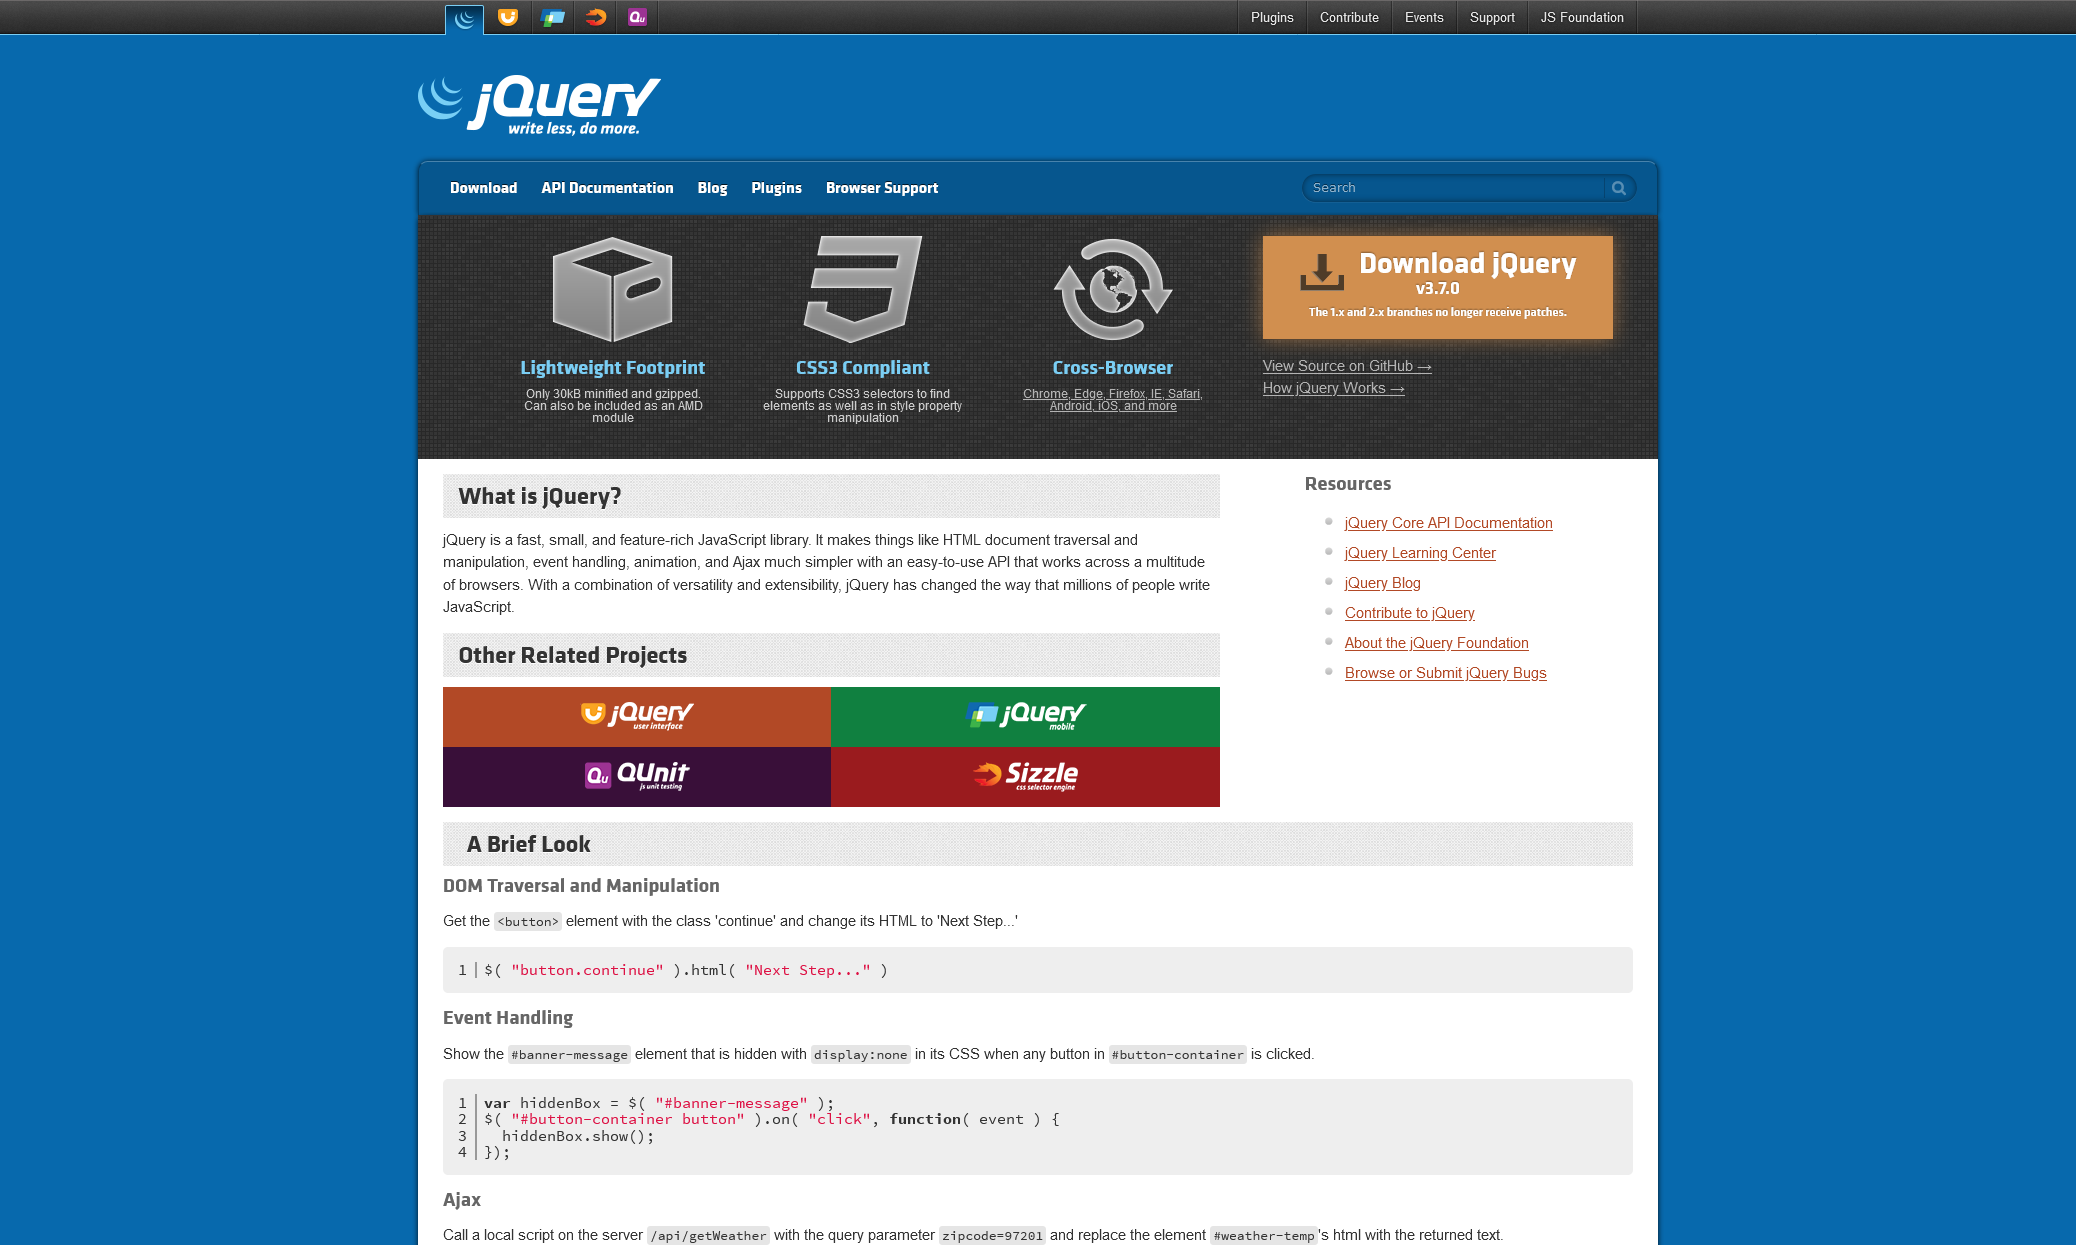 Plugins Contribute Events Support JS Foundation
jQuery
write less, do more.
Download API Documentation Blog Plugins Browser Support Search
Lightweight Footprint
Only 30kB minified and gzipped.
Can also be included as an AMD
module
CSS3 Compliant
Supports CSS3 selectors to find
elements as well as in style property
manipulation
Cross-Browser
Chrome, Edge, Firefox, IE, Safari,
Android, iOS, and more
Download jQuery
v3.7.0
The 1.x and 2.x branches no longer receive patches.
View Source on GitHub →
How jQuery Works →
What is jQuery?
jQuery is a fast, small, and feature-rich JavaScript library. It makes things like HTML document traversal and
manipulation, event handling, animation, and Ajax much simpler with an easy-to-use API that works across a multitude
of browsers. With a combination of versatility and extensibility, jQuery has changed the way that millions of people write
JavaScript.
Resources
jQuery Core API Documentation
jQuery Learning Center
jQuery Blog
Contribute to jQuery
About the jQuery Foundation
Browse or Submit jQuery Bugs
Other Related Projects
jQuery
user interface
jQuery
mobile
Qu QUnit
js unit testing
Sizzle
css selector engine
A Brief Look
DOM Traversal and Manipulation
Get the <button> element with the class 'continue' and change its HTML to 'Next Step...'
1 $( "button.continue" ).html( "Next Step..." )
Event Handling
Show the #banner-message element that is hidden with display:none in its CSS when any button in #button-container is clicked.
1 var hiddenBox = $( "#banner-message" );
2 $( "#button-container button" ).on( "click", function( event ) {
3 hiddenBox.show();
4 });
Ajax
Call a local script on the server /api/getWeather with the query parameter zipcode=97201 and replace the element #weather-temp's html with the returned text.